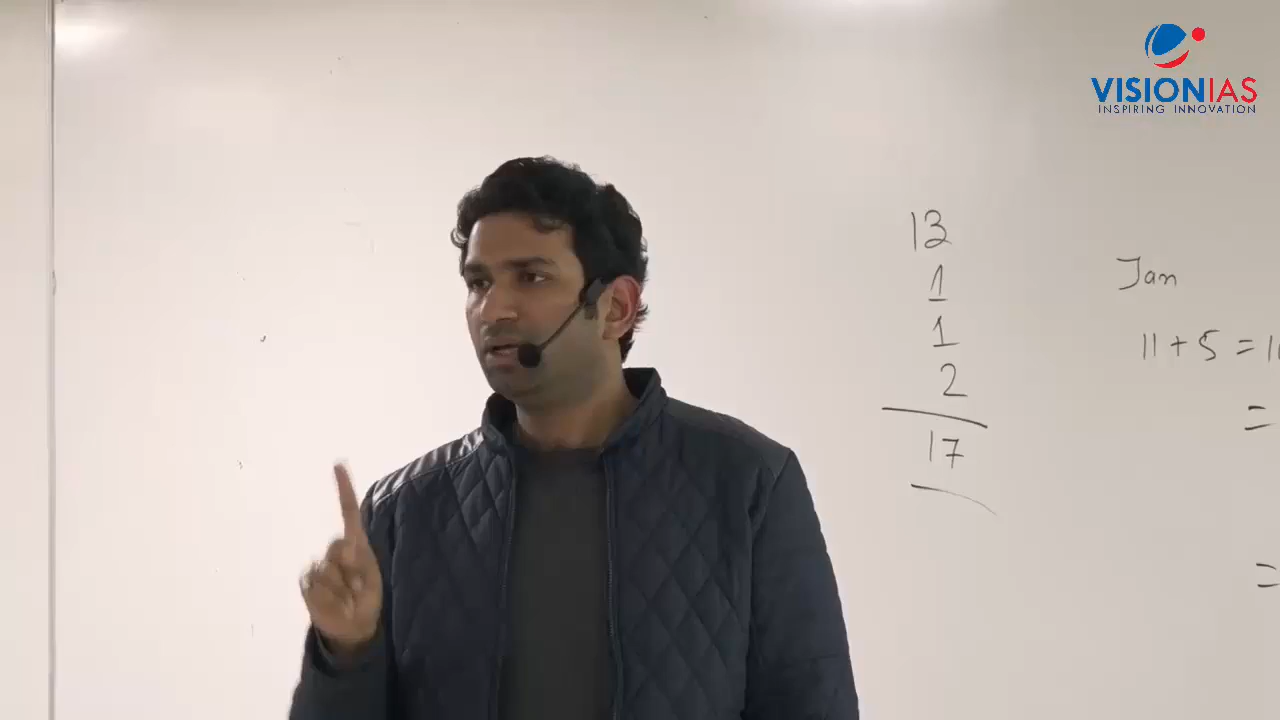 VISIONIAS
INSPIRING INNOVATION
13
1
1
2
17
Jan
11 + 5 =
=
=